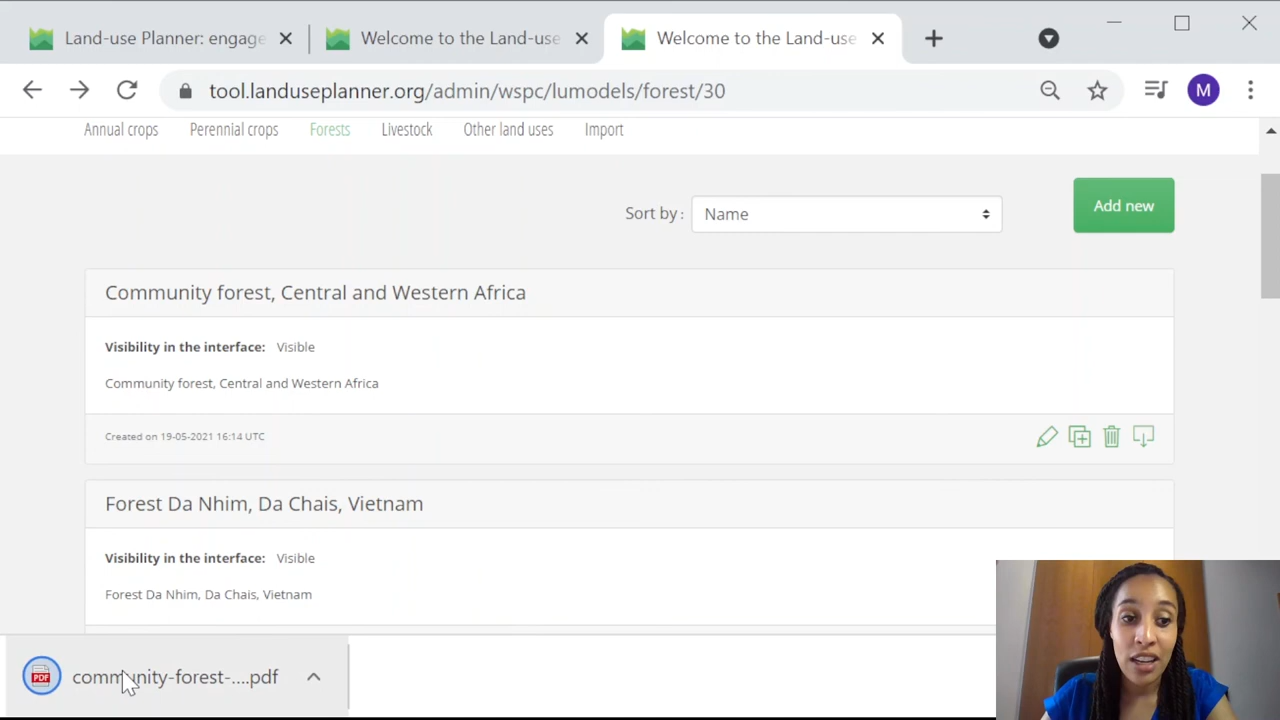 Land-use Planner: engage
Welcome to the Land-use
Welcome to the Land-use
tool.landuseplanner.org/admin/wspc/lumodels/forest/30
M
Annual crops Perennial crops Forests Livestock Other land uses Import
Sort by : Name
Add new
Community forest, Central and Western Africa
Visibility in the interface: Visible
Community forest, Central and Western Africa
Created on 19-05-2021 16:14 UTC
Forest Da Nhim, Da Chais, Vietnam
Visibility in the interface: Visible
Forest Da Nhim, Da Chais, Vietnam
PDF community-forest-....pdf